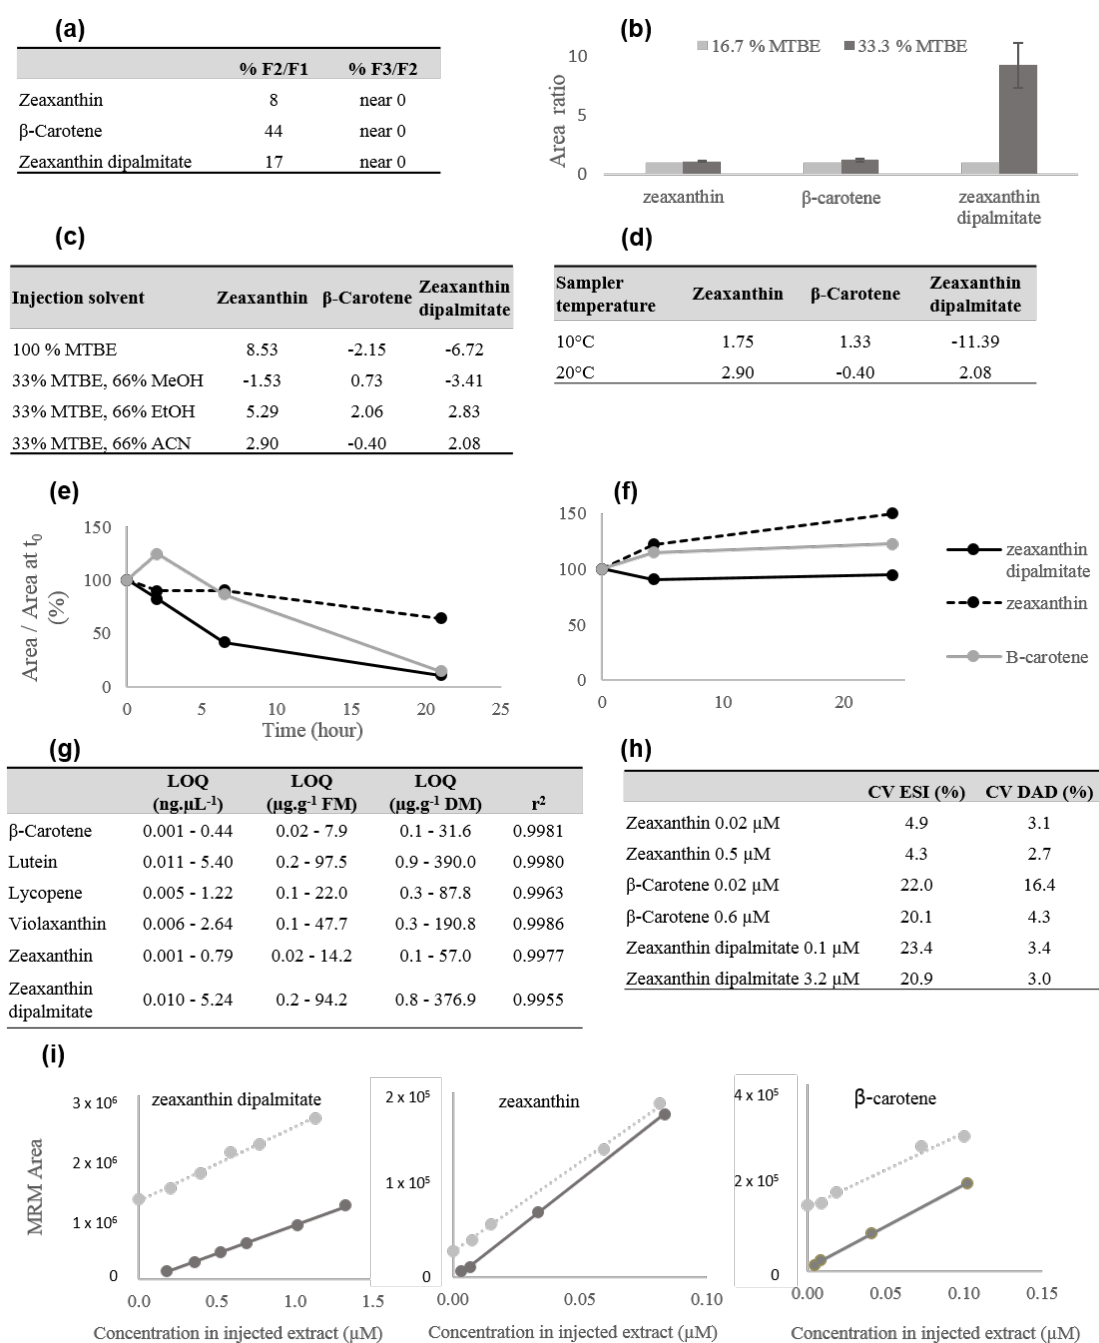 (a)
% F2/F1 % F3/F2
Zeaxanthin 8 near 0
β-Carotene 44 near 0
Zeaxanthin dipalmitate 17 near 0
(b)
16.7 % MTBE 33.3 % MTBE
Area ratio
10
5
0
zeaxanthin β-carotene zeaxanthin
dipalmitate
(c)
Injection solvent Zeaxanthin β-Carotene Zeaxanthin
dipalmitate
100 % MTBE 8.53 -2.15 -6.72
33% MTBE, 66% MeOH -1.53 0.73 -3.41
33% MTBE, 66% EtOH 5.29 2.06 2.83
33% MTBE, 66% ACN 2.90 -0.40 2.08
(d)
Sampler
temperature Zeaxanthin β-Carotene Zeaxanthin
dipalmitate
10°C 1.75 1.33 -11.39
20°C 2.90 -0.40 2.08
(e)
Area / Area at t0
(%)
150
100
50
0
0 5 10 15 20 25
Time (hour)
(f)
150
100
50
0
0 10 20
zeaxanthin
dipalmitate
zeaxanthin
B-carotene
(g)
LOQ
(ng.µL-1) LOQ
(µg.g-1 FM) LOQ
(µg.g-1 DM) r2
β-Carotene 0.001 - 0.44 0.02 - 7.9 0.1 - 31.6 0.9981
Lutein 0.011 - 5.40 0.2 - 97.5 0.9 - 390.0 0.9980
Lycopene 0.005 - 1.22 0.1 - 22.0 0.3 - 87.8 0.9963
Violaxanthin 0.006 - 2.64 0.1 - 47.7 0.3 - 190.8 0.9986
Zeaxanthin 0.001 - 0.79 0.02 - 14.2 0.1 - 57.0 0.9977
Zeaxanthin
dipalmitate 0.010 - 5.24 0.2 - 94.2 0.8 - 376.9 0.9955
(h)
CV ESI (%) CV DAD (%)
Zeaxanthin 0.02 µM 4.9 3.1
Zeaxanthin 0.5 µM 4.3 2.7
β-Carotene 0.02 µM 22.0 16.4
β-Carotene 0.6 µM 20.1 4.3
Zeaxanthin dipalmitate 0.1 µM 23.4 3.4
Zeaxanthin dipalmitate 3.2 µM 20.9 3.0
(i)
MRM Area
zeaxanthin dipalmitate
3 x 10⁶
2 x 10⁶
1 x 10⁶
0
0.0 0.5 1.0 1.5
Concentration in injected extract (µM)
zeaxanthin
2 x 10⁵
1 x 10⁵
0
0.00 0.05 0.10
Concentration in injected extract (µM)
β-carotene
4 x 10⁵
2 x 10⁵
0
0.00 0.05 0.10 0.15
Concentration in injected extract (µM)